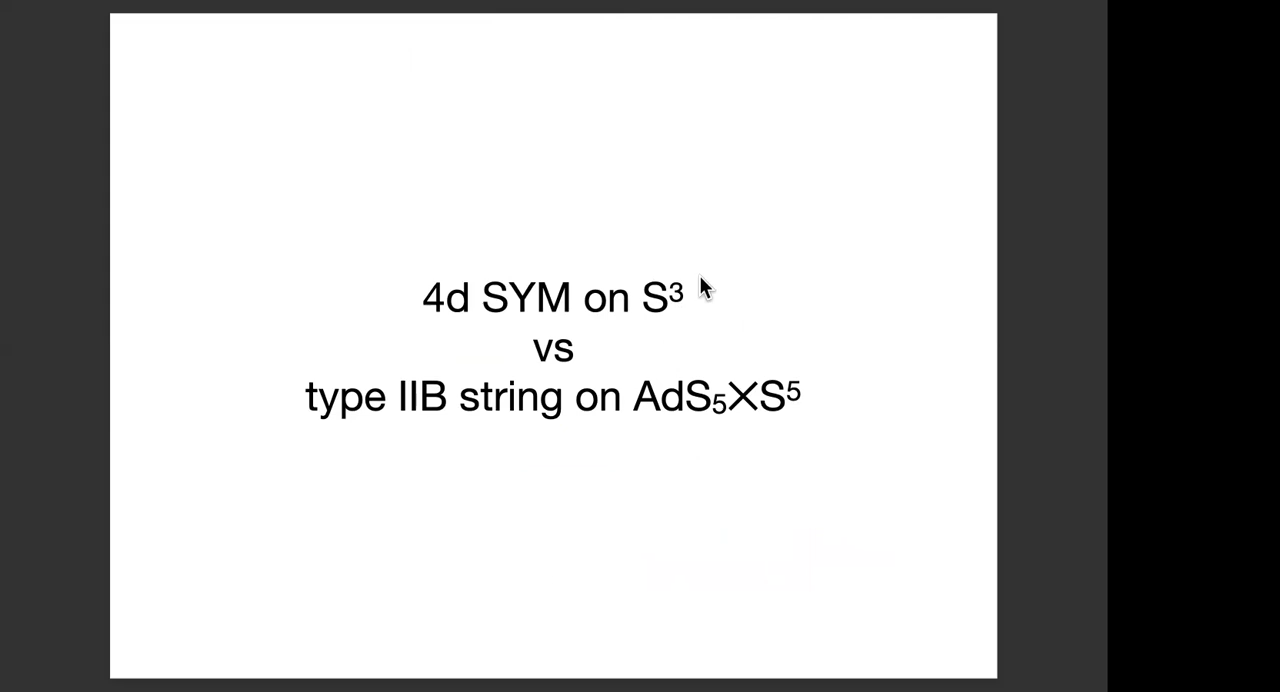 4d SYM on S³
vs
type IIB string on AdS₅×S⁵